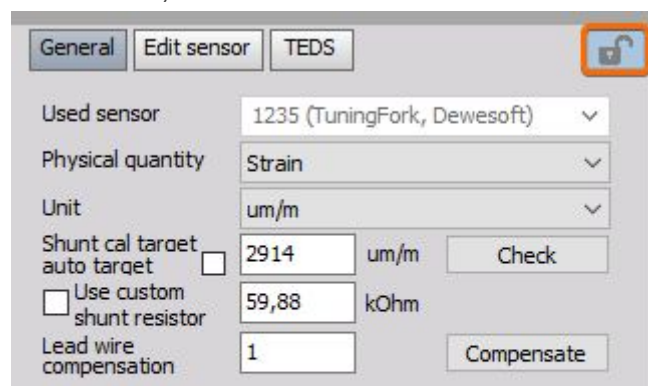 General Edit sensor TEDS
Used sensor 1235 (TuningFork, Dewesoft)
Physical quantity Strain
Unit um/m
Shunt cal target
auto target 2914 um/m Check
Use custom
shunt resistor 59,88 kOhm
Lead wire
compensation 1 Compensate